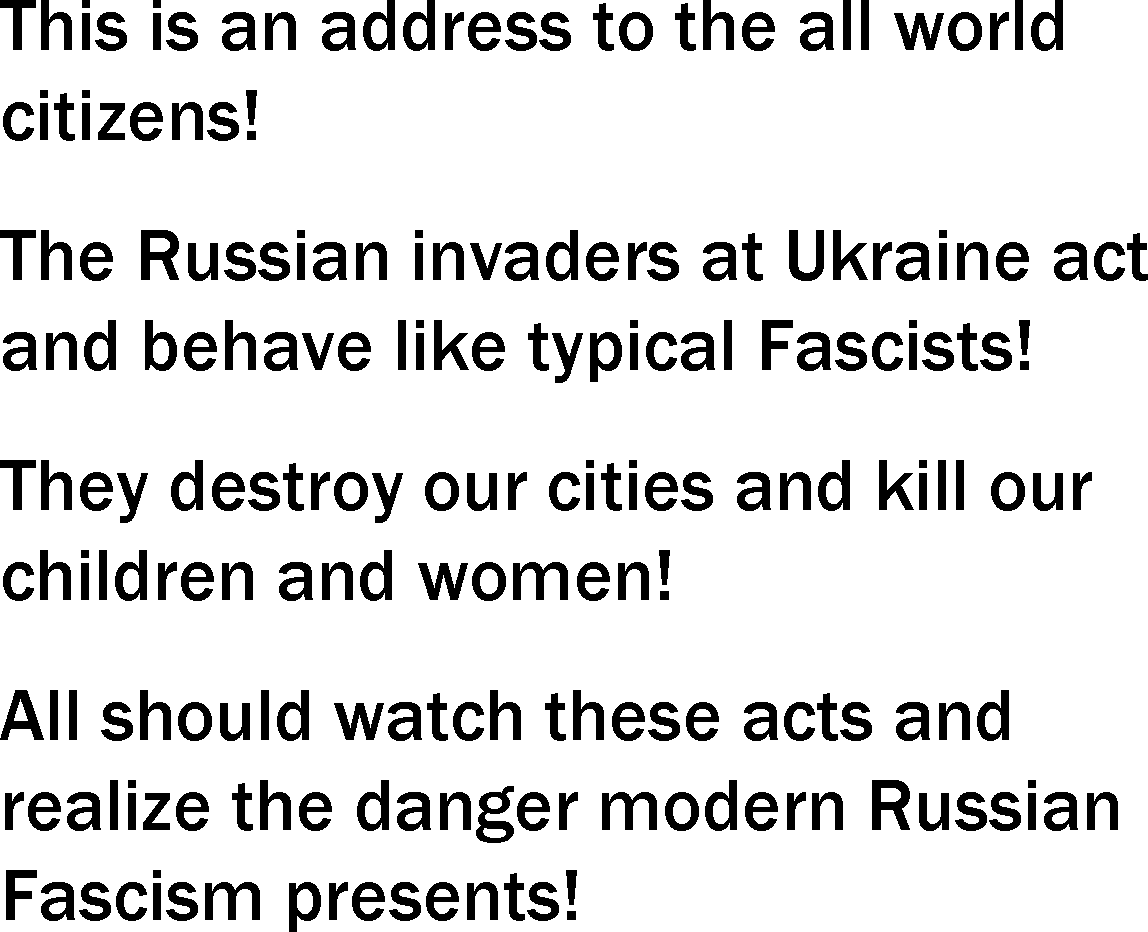 This is an address to the all world
citizens!
The Russian invaders at Ukraine act
and behave like typical Fascists!
They destroy our cities and kill our
children and women!
All should watch these acts and
realize the danger modern Russian
Fascism presents!